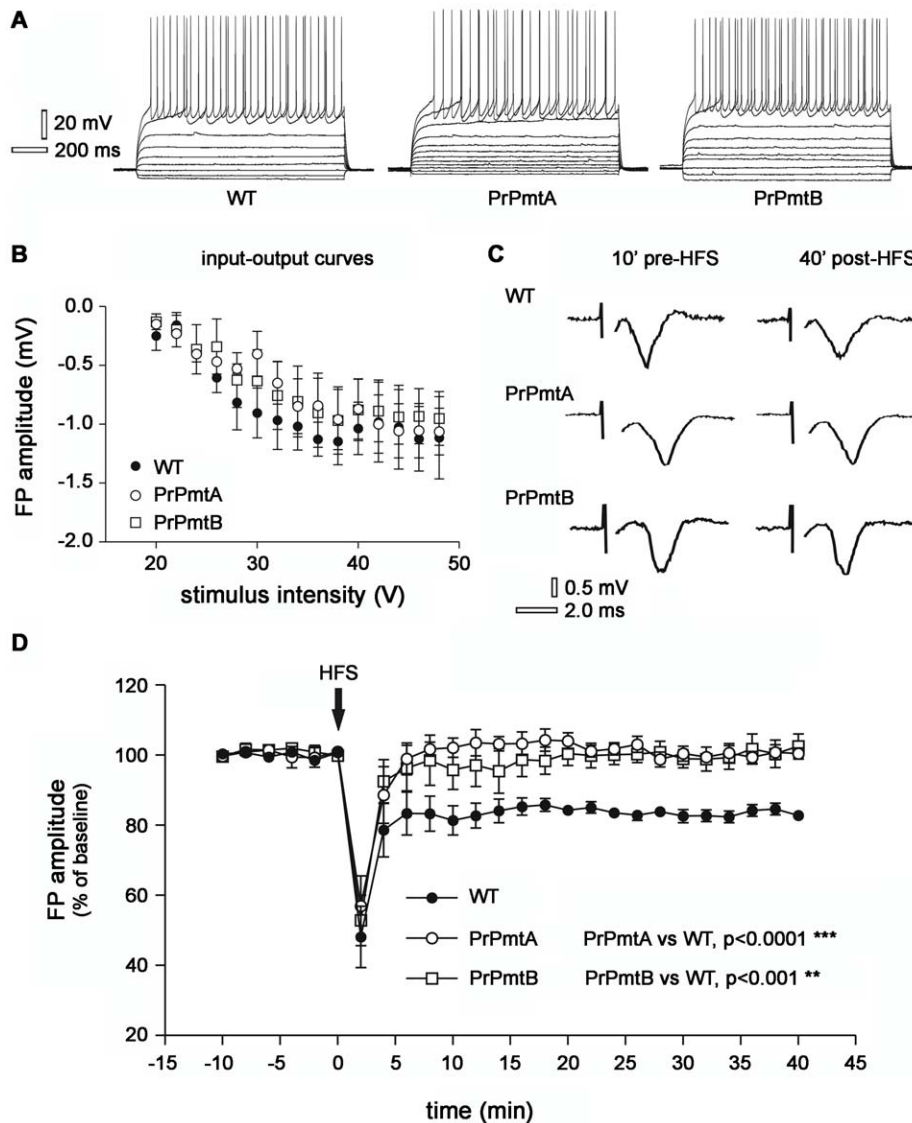 A
20 mV
200 ms
WT
PrPmtA
PrPmtB
B
input-output curves
0.0
-0.5
-1.0
-1.5
-2.0
FP amplitude (mV)
WT
PrPmtA
PrPmtB
20
30
40
50
stimulus intensity (V)
C
10' pre-HFS
40' post-HFS
WT
PrPmtA
PrPmtB
0.5 mV
2.0 ms
D
HFS
120
100
80
60
40
20
FP amplitude
(% of baseline)
WT
PrPmtA PrPmtA vs WT, p<0.0001 ***
PrPmtB PrPmtB vs WT, p<0.001 **
-15 -10 -5 0 5 10 15 20 25 30 35 40 45
time (min)